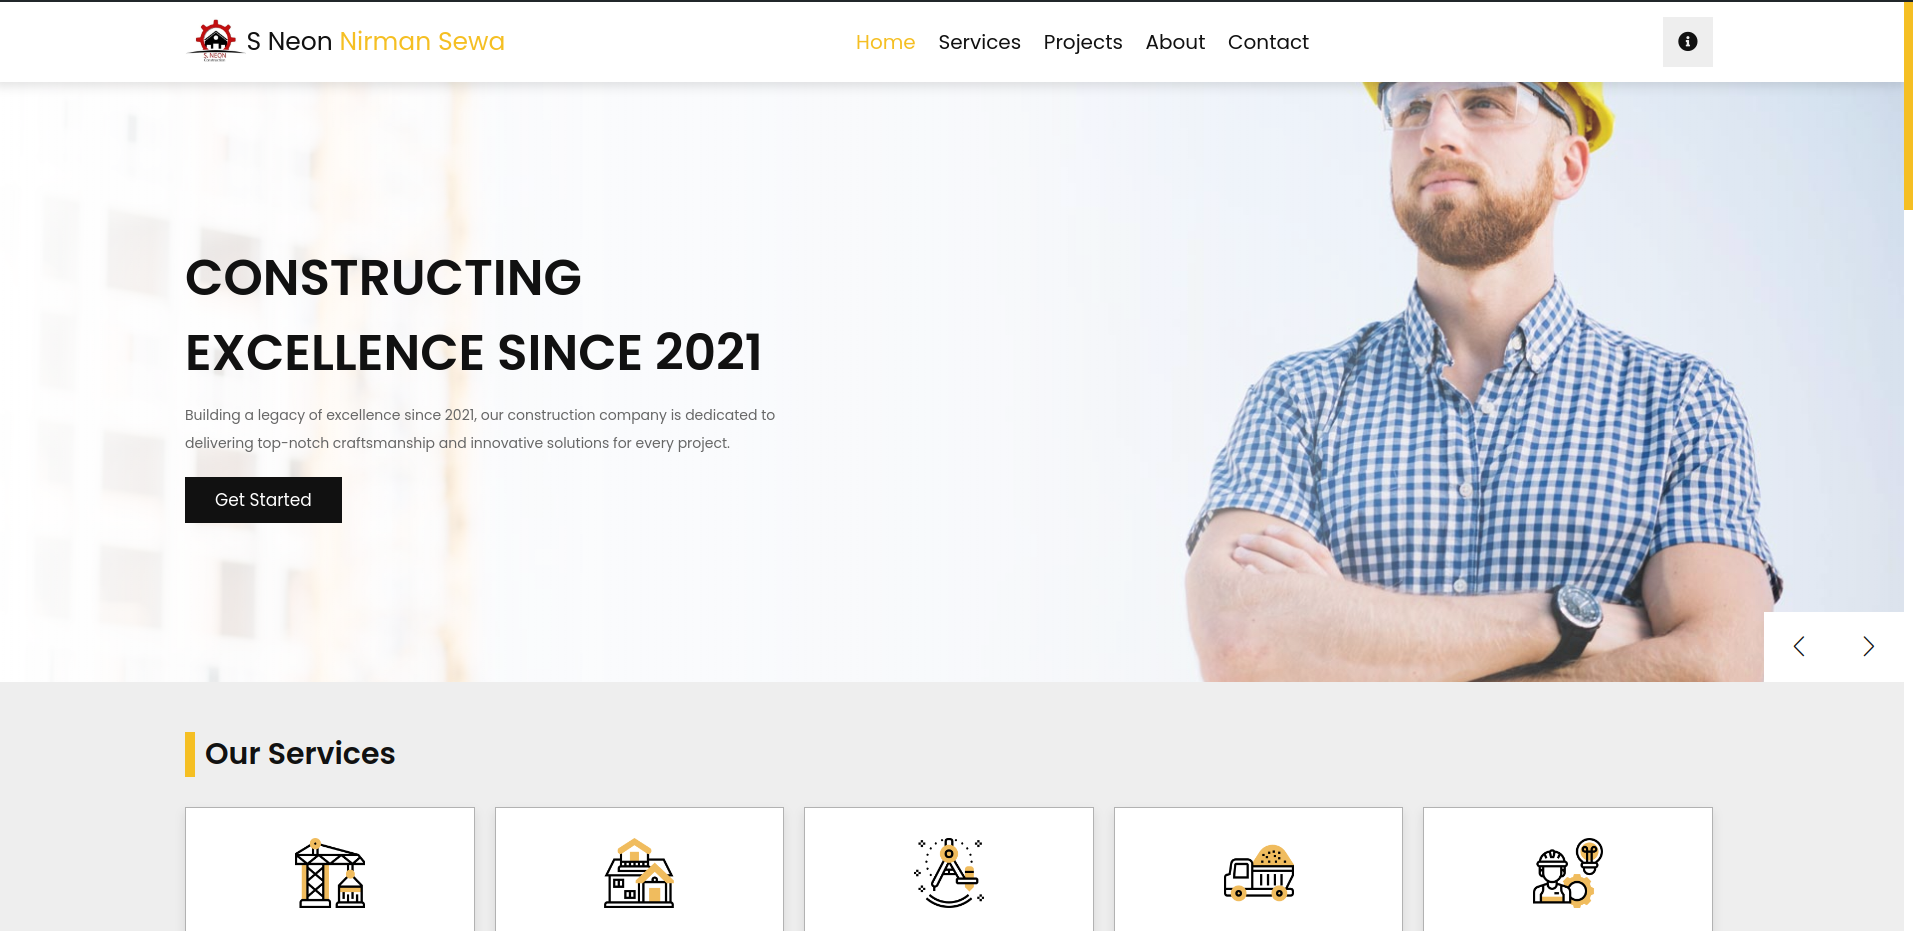 S. NEON
Construction
S Neon Nirman Sewa
Home Services Projects About Contact
CONSTRUCTING
EXCELLENCE SINCE 2021
Building a legacy of excellence since 2021, our construction company is dedicated to
delivering top-notch craftsmanship and innovative solutions for every project.
Get Started
Our Services